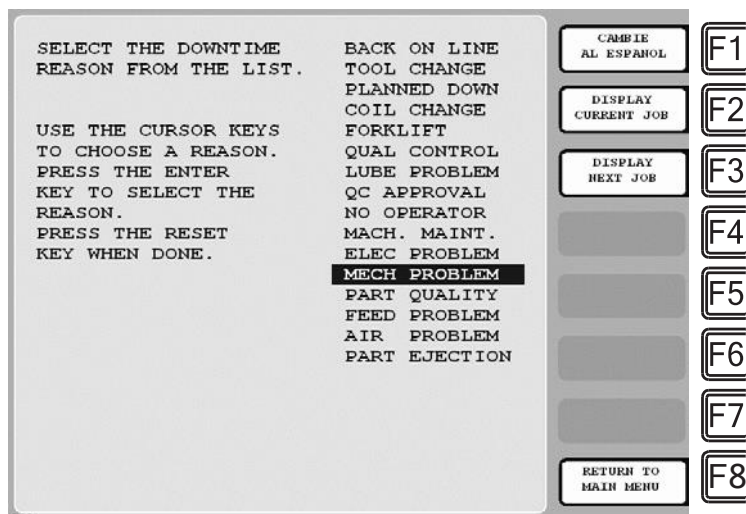 SELECT THE DOWNTIME
REASON FROM THE LIST.
USE THE CURSOR KEYS
TO CHOOSE A REASON.
PRESS THE ENTER
KEY TO SELECT THE
REASON.
PRESS THE RESET
KEY WHEN DONE.
BACK ON LINE
TOOL CHANGE
PLANNED DOWN
COIL CHANGE
FORKLIFT
QUAL CONTROL
LUBE PROBLEM
QC APPROVAL
NO OPERATOR
MACH. MAINT.
ELEC PROBLEM
MECH PROBLEM
PART QUALITY
FEED PROBLEM
AIR PROBLEM
PART EJECTION
CAMBIE
AL ESPANOL
F1
DISPLAY
CURRENT JOB
F2
DISPLAY
NEXT JOB
F3
F4
F5
F6
F7
RETURN TO
MAIN MENU
F8